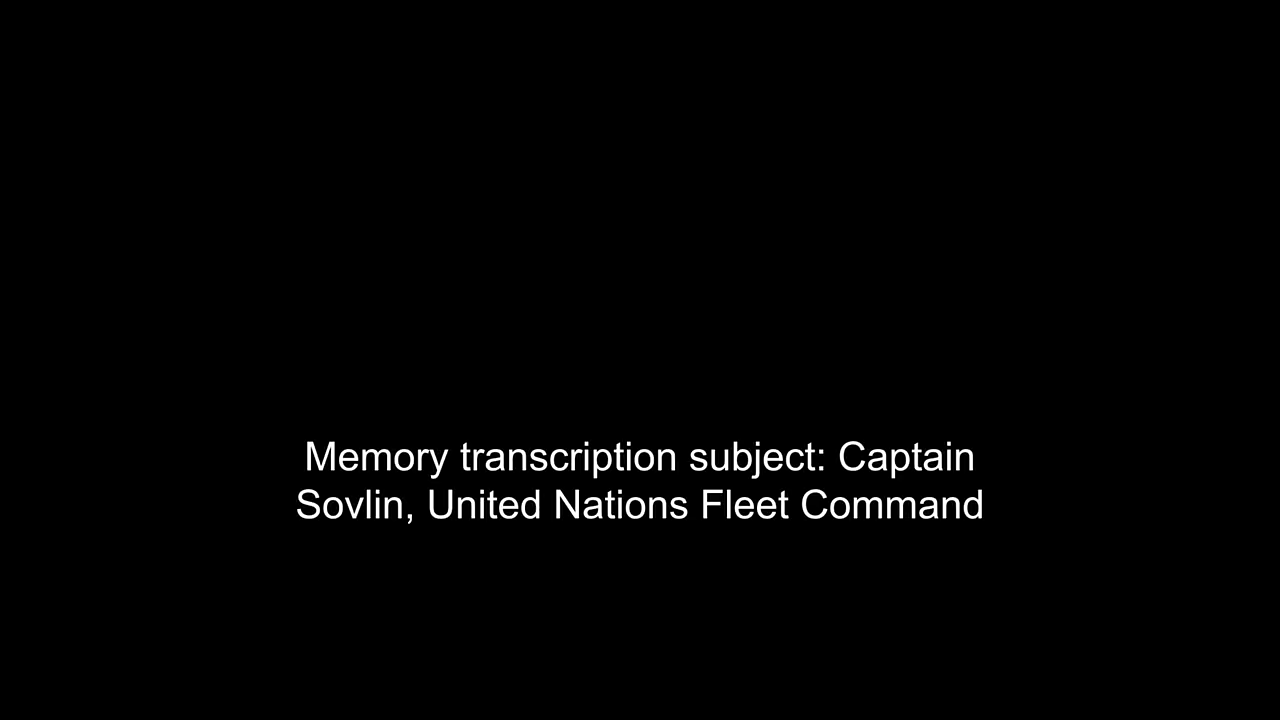 Memory transcription subject: Captain
Sovlin, United Nations Fleet Command